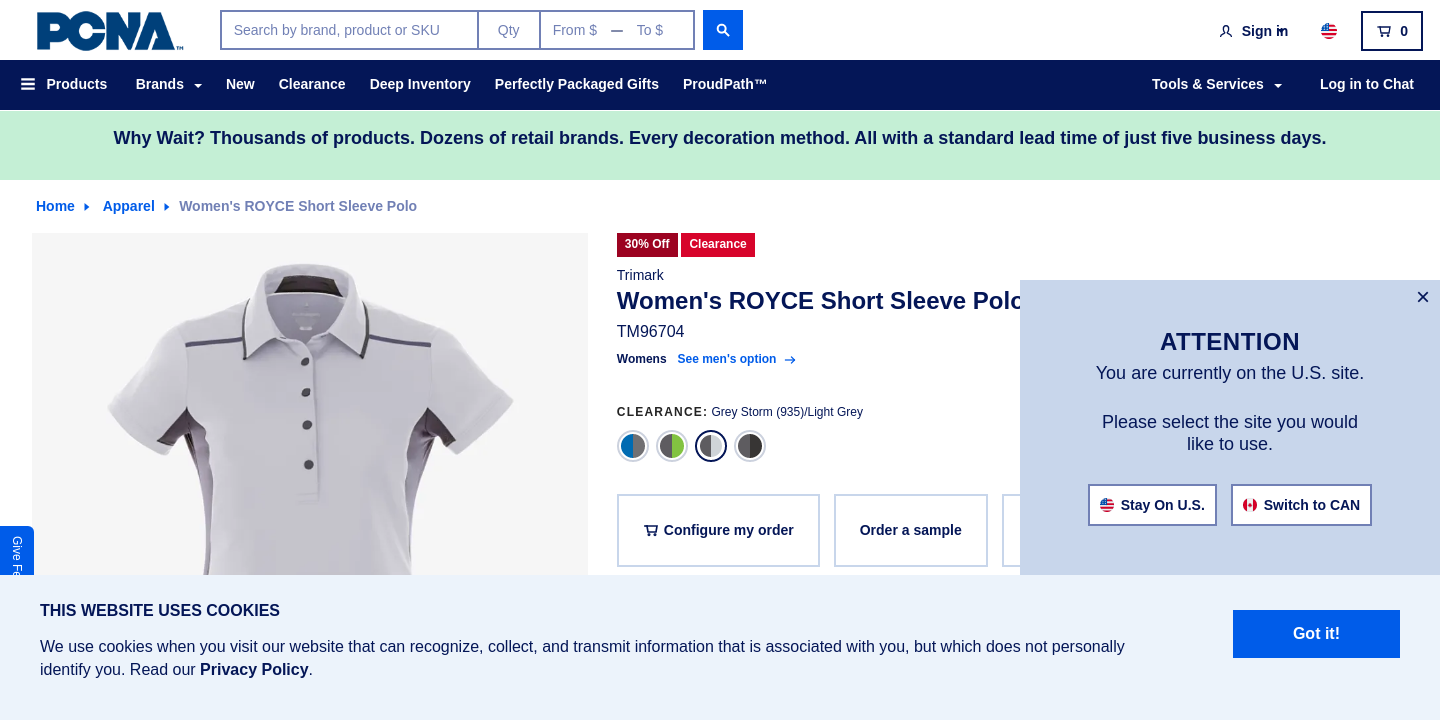 PCNA™
Search by brand, product or SKU
Qty
From $ — To $
Sign in
0
Products
Brands
New
Clearance
Deep Inventory
Perfectly Packaged Gifts
ProudPath™
Tools & Services
Log in to Chat
Why Wait? Thousands of products. Dozens of retail brands. Every decoration method. All with a standard lead time of just five business days.
Home
Apparel
Women's ROYCE Short Sleeve Polo
30% Off
Clearance
Trimark
Women's ROYCE Short Sleeve Polo
TM96704
Womens See men's option
CLEARANCE: Grey Storm (935)/Light Grey
Configure my order
Order a sample
ATTENTION
You are currently on the U.S. site.
Please select the site you would
like to use.
Stay On U.S.
Switch to CAN
Give
THIS WEBSITE USES COOKIES
We use cookies when you visit our website that can recognize, collect, and transmit information that is associated with you, but which does not personally
identify you. Read our Privacy Policy.
Got it!